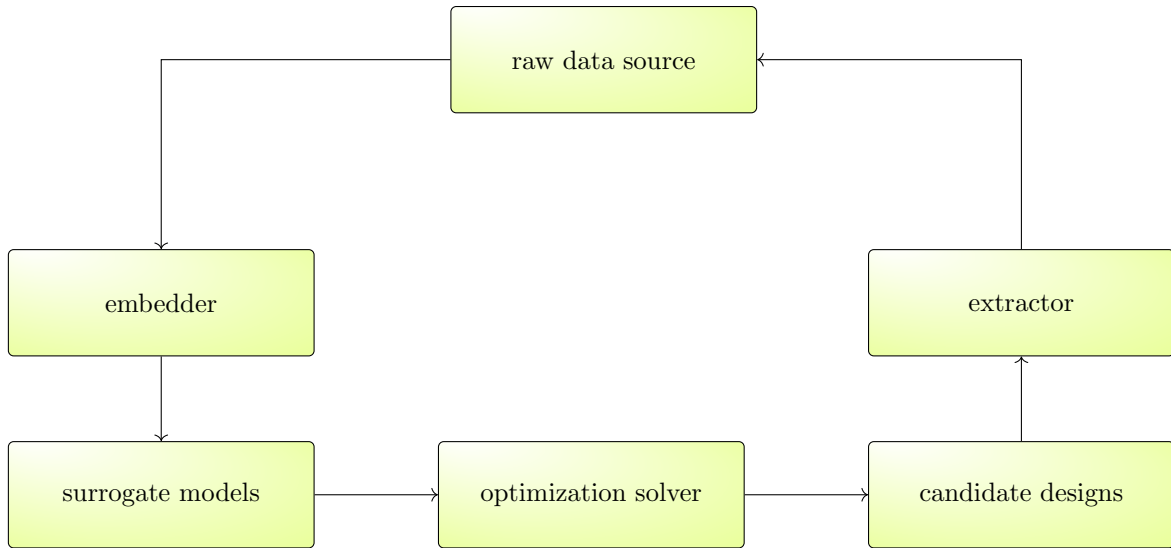 raw data source
embedder
extractor
surrogate models
optimization solver
candidate designs